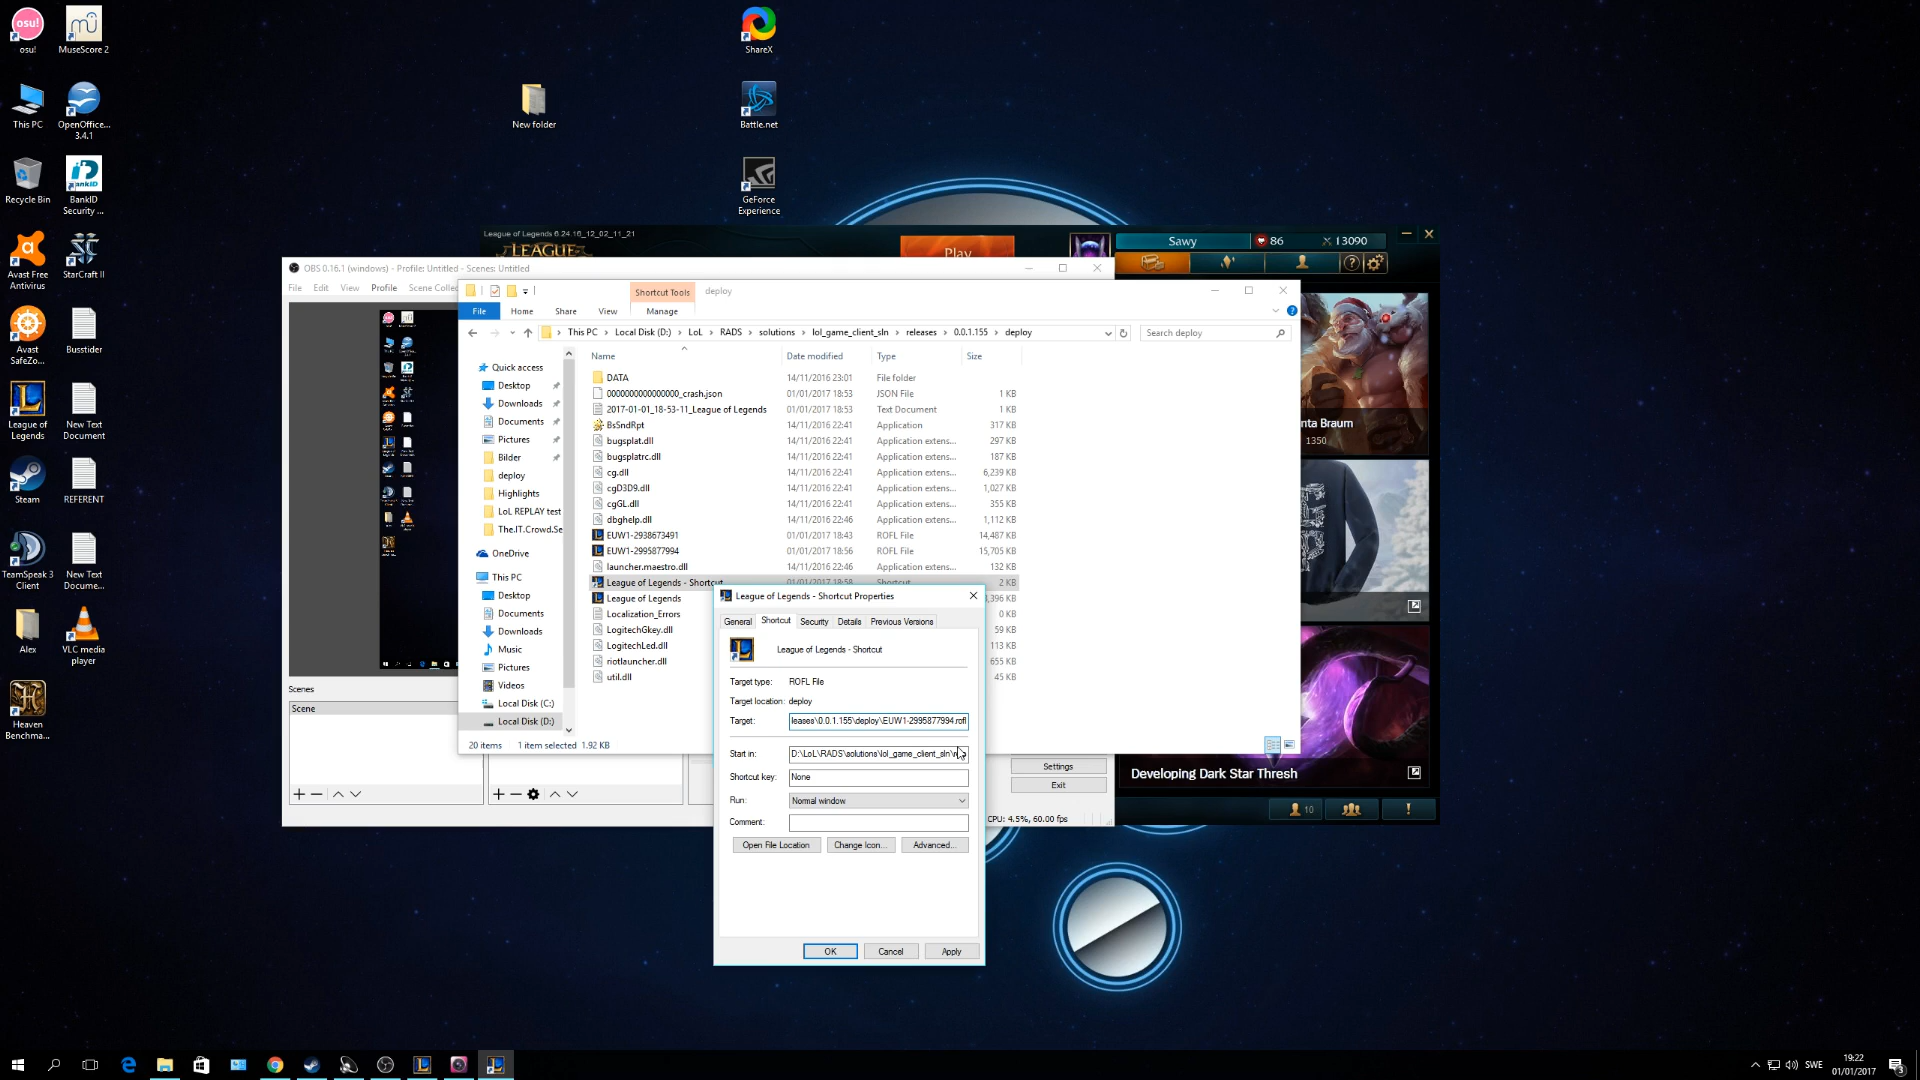 osu!
MuseScore 2
ShareX
This PC
OpenOffice...
3.4.1
New folder
Battle.net
Recycle Bin
BankID
Security ...
GeForce
Experience
Avast Free
Antivirus
StarCraft II
Avast
SafeZo...
Busstider
League of
Legends
New Text
Document
Steam
REFERENT
TeamSpeak 3
Client
New Text
Docume...
Alex
VLC media
player
Heaven
Benchma...
League of Legends 6.24.16_12_02_11_21
LEAGUE
Play
Sawy
86
13090
OBS 0.16.1 (windows) - Profile: Untitled - Scenes: Untitled
File Edit View Profile Scene Collec
Shortcut Tools
deploy
File Home Share View Manage
This PC > Local Disk (D:) > LoL > RADS > solutions > lol_game_client_sln > releases > 0.0.1.155 > deploy
Search deploy
Name Date modified Type Size
Quick access
Desktop
Downloads
Documents
Pictures
Bilder
deploy
Highlights
LoL REPLAY test
The.IT.Crowd.Se
OneDrive
This PC
Desktop
Documents
Downloads
Music
Pictures
Videos
Local Disk (C:)
Local Disk (D:)
DATA 14/11/2016 23:01 File folder
0000000000000000_crash.json 01/01/2017 18:53 JSON File 1 KB
2017-01-01_18-53-11_League of Legends 01/01/2017 18:53 Text Document 1 KB
BsSndRpt 14/11/2016 22:41 Application 317 KB
bugsplat.dll 14/11/2016 22:41 Application extens... 297 KB
bugsplatrc.dll 14/11/2016 22:41 Application extens... 187 KB
cg.dll 14/11/2016 22:41 Application extens... 6,239 KB
cgD3D9.dll 14/11/2016 22:41 Application extens... 1,027 KB
cgGL.dll 14/11/2016 22:41 Application extens... 355 KB
dbghelp.dll 14/11/2016 22:46 Application extens... 1,112 KB
EUW1-2938673491 01/01/2017 18:43 ROFL File 14,487 KB
EUW1-2995877994 01/01/2017 18:56 ROFL File 15,705 KB
launcher.maestro.dll 14/11/2016 22:46 Application extens... 132 KB
League of Legends - Shortcut 01/01/2017 18:58 Shortcut 2 KB
League of Legends ,396 KB
Localization_Errors 0 KB
LogitechGkey.dll 59 KB
LogitechLed.dll 113 KB
riotlauncher.dll 655 KB
util.dll 45 KB
20 items 1 item selected 1.92 KB
League of Legends - Shortcut Properties
General Shortcut Security Details Previous Versions
League of Legends - Shortcut
Target type: ROFL File
Target location: deploy
Target: leases\0.0.1.155\deploy\EUW1-2995877994.rofl
Start in: D:\LoL\RADS\solutions\lol_game_client_sln\
Shortcut key: None
Run: Normal window
Comment:
Open File Location Change Icon... Advanced...
OK Cancel Apply
Scenes
Scene
Settings
Exit
CPU: 4.5%, 60.00 fps
nta Braum
1350
Developing Dark Star Thresh
10
SWE
19:22
01/01/2017
3